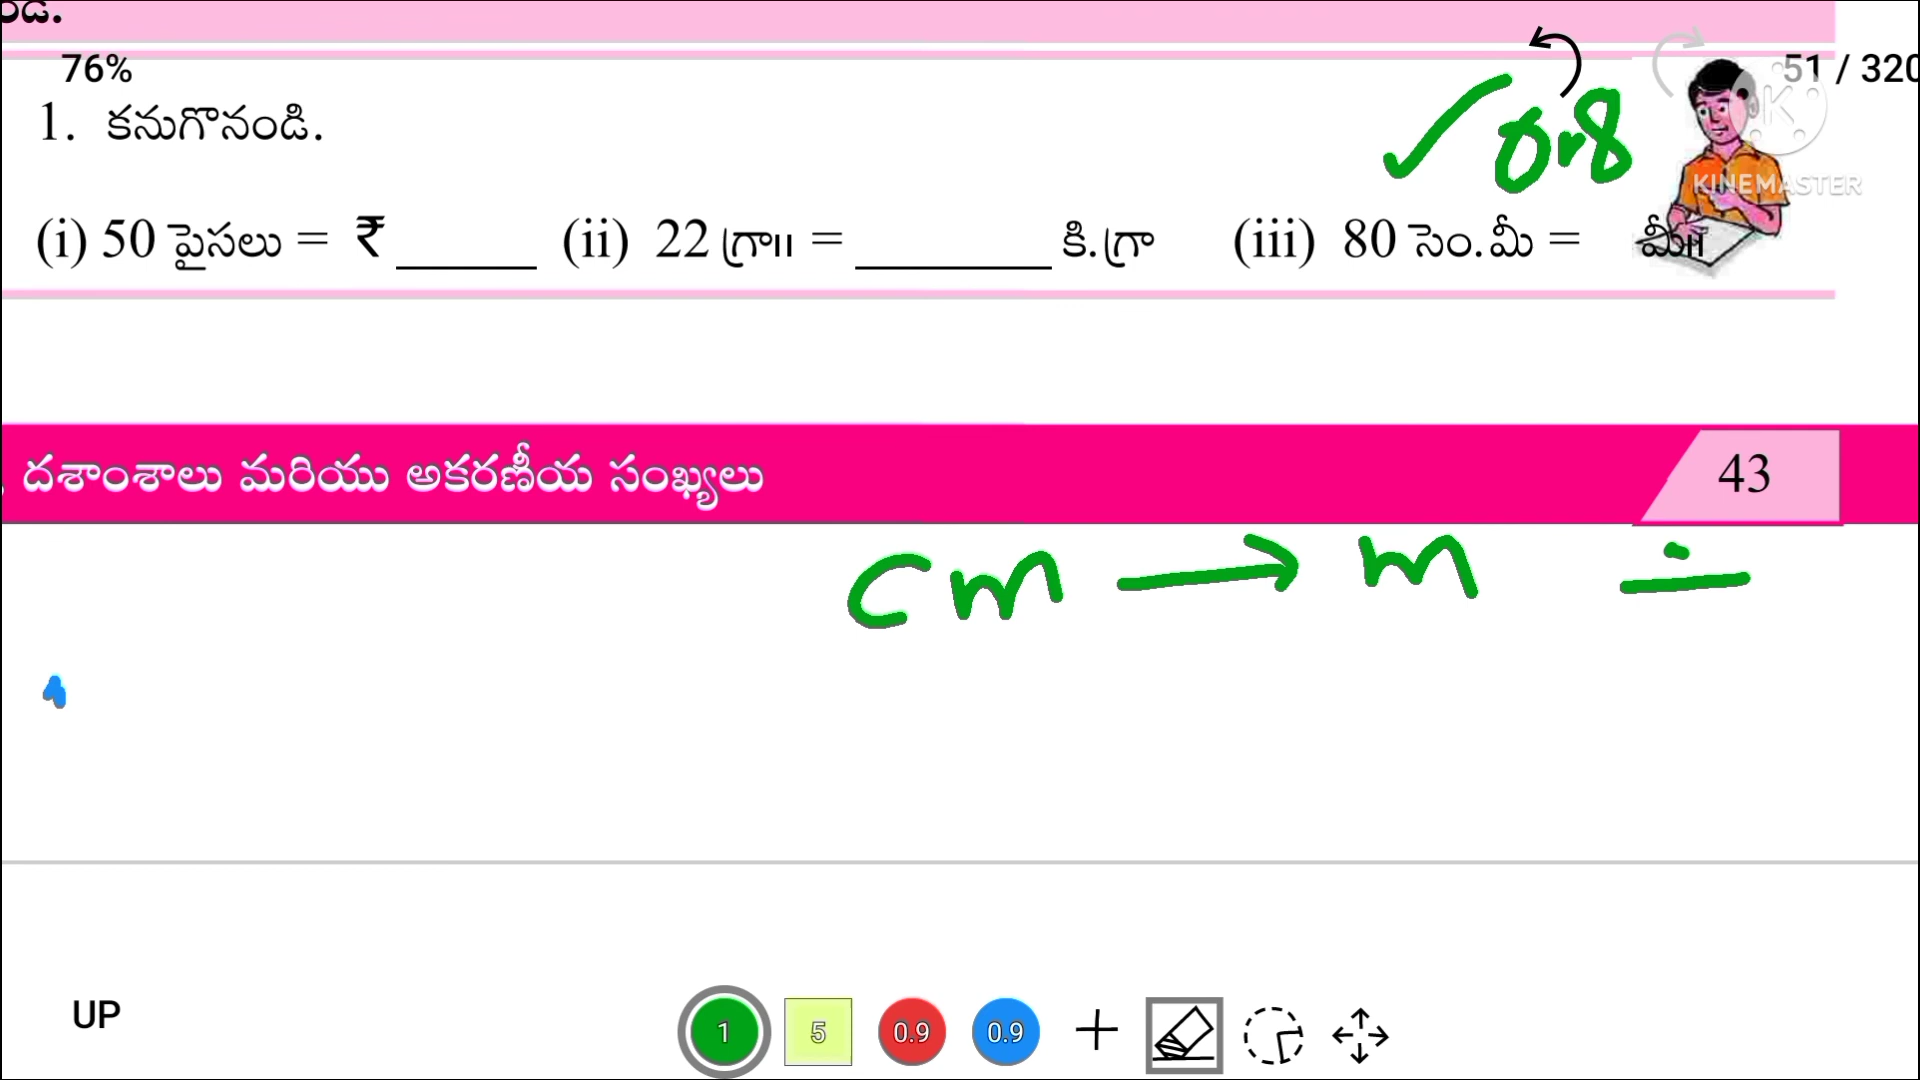 76%
51 / 320
1. కనుగొనండి.
0.8
KINEMASTER
(i) 50 పైసలు = ₹ ______ (ii) 22 గ్రా॥ = ________ కి.గ్రా (iii) 80 సెం.మీ = మీ॥
దశాంశాలు మరియు అకరణీయ సంఖ్యలు 43
cm → m ÷
UP
1 5 0.9 0.9 +